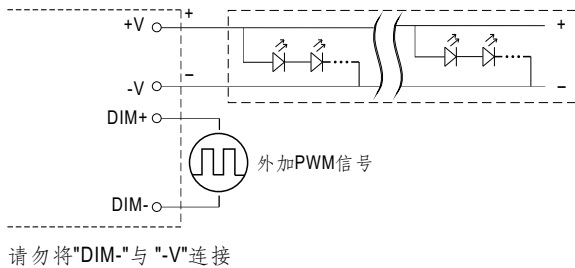 +V + +
-V − −
DIM+
外加PWM信号
DIM-
请勿将"DIM-"与 "-V"连接